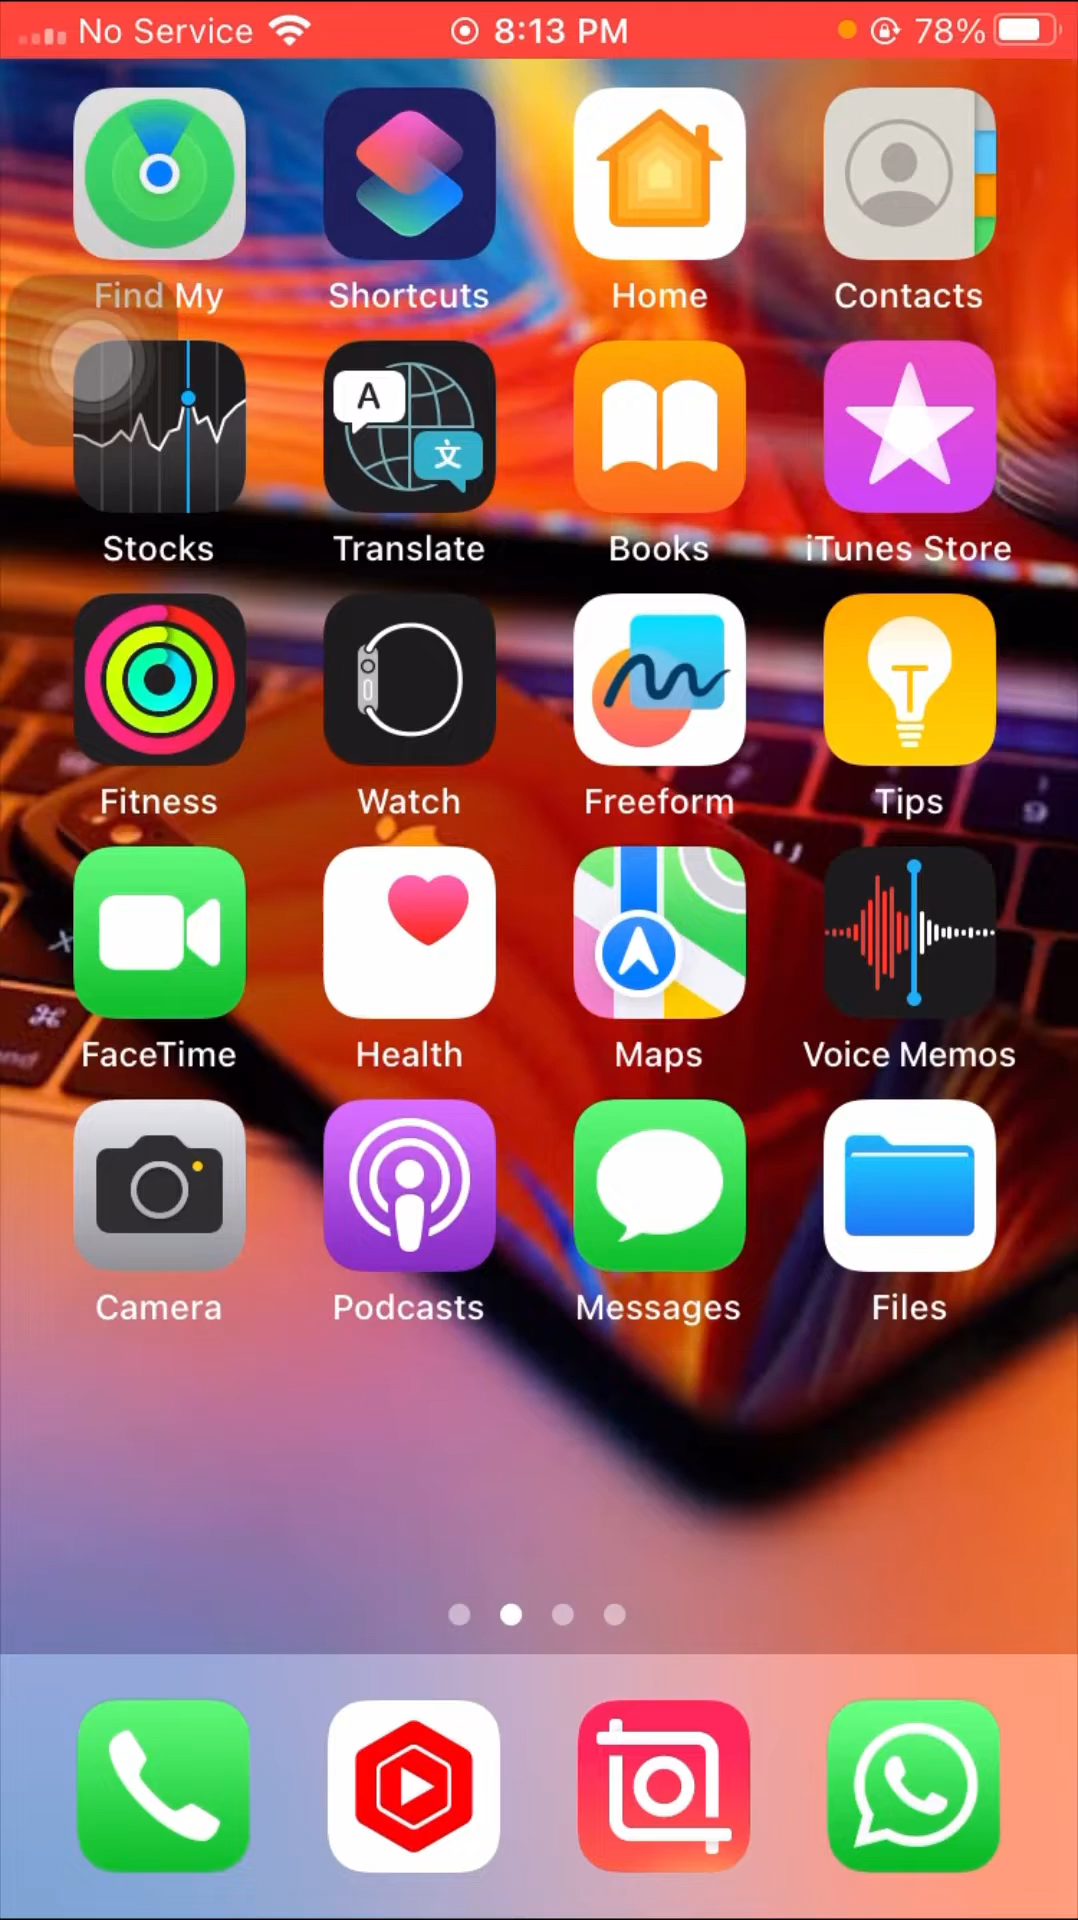 No Service 8:13 PM 78%
Find My Shortcuts Home Contacts
A 文
Stocks Translate Books iTunes Store
Fitness Watch Freeform Tips
U
X
⌘
FaceTime Health Maps Voice Memos
Camera Podcasts Messages Files